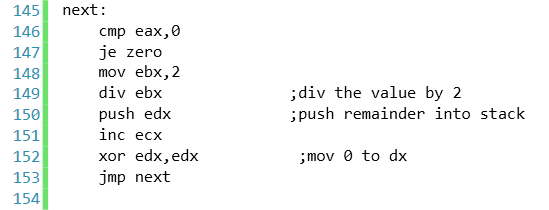 145 next:
146 cmp eax,0
147 je zero
148 mov ebx,2
149 div ebx ;div the value by 2
150 push edx ;push remainder into stack
151 inc ecx
152 xor edx,edx ;mov 0 to dx
153 jmp next
154